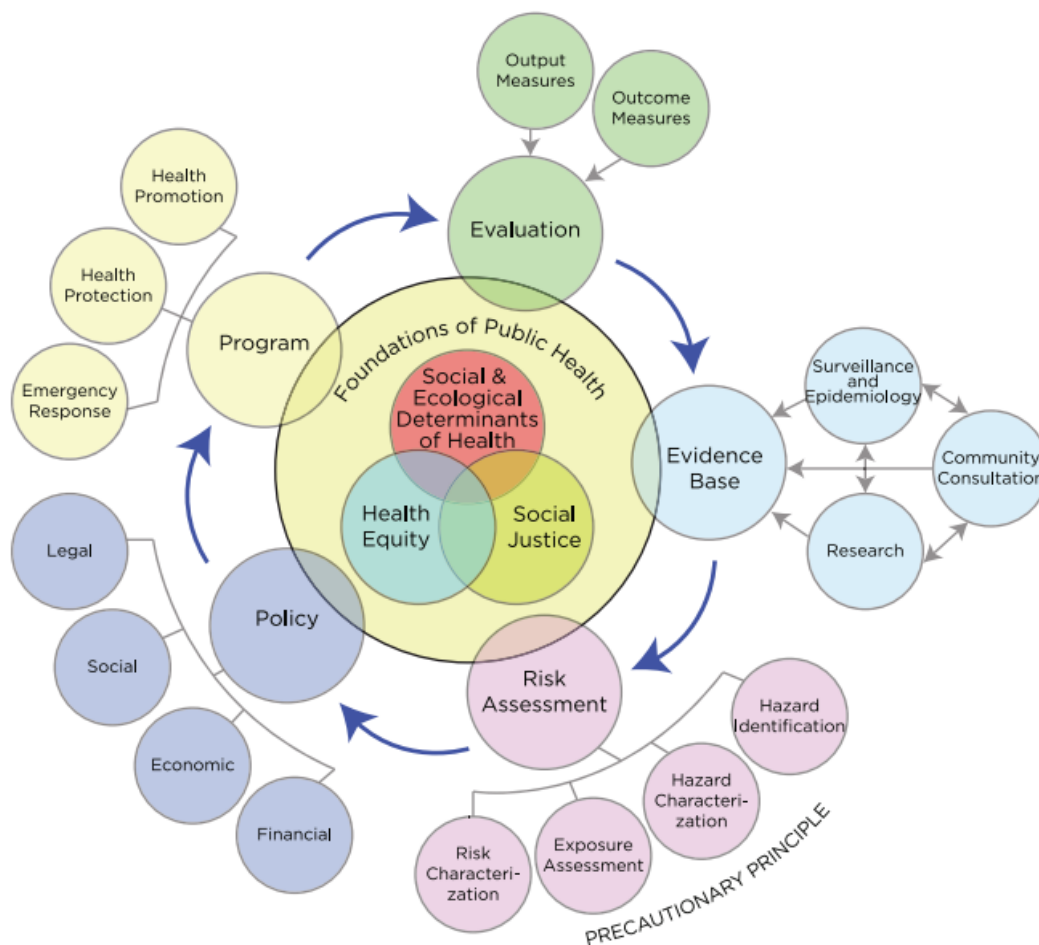 Output
Measures
Outcome
Measures
Evaluation
Health
Promotion
Health
Protection
Emergency
Response
Program
Foundations of Public Health
Social &
Ecological
Determinants
of Health
Health
Equity
Social
Justice
Surveillance
and
Epidemiology
Evidence
Base
Community
Consultation
Research
Legal
Social
Economic
Financial
Policy
Risk
Assessment
Hazard
Identification
Hazard
Characteri-
zation
Exposure
Assessment
Risk
Characteri-
zation
PRECAUTIONARY PRINCIPLE